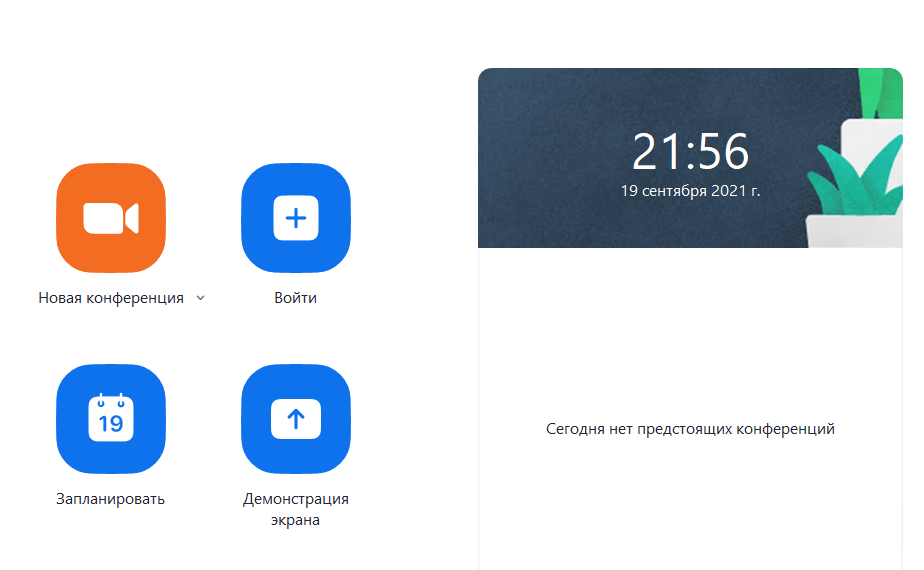 21:56
19 сентября 2021 г.
Новая конференция
Войти
19
Запланировать
Демонстрация
экрана
Сегодня нет предстоящих конференций